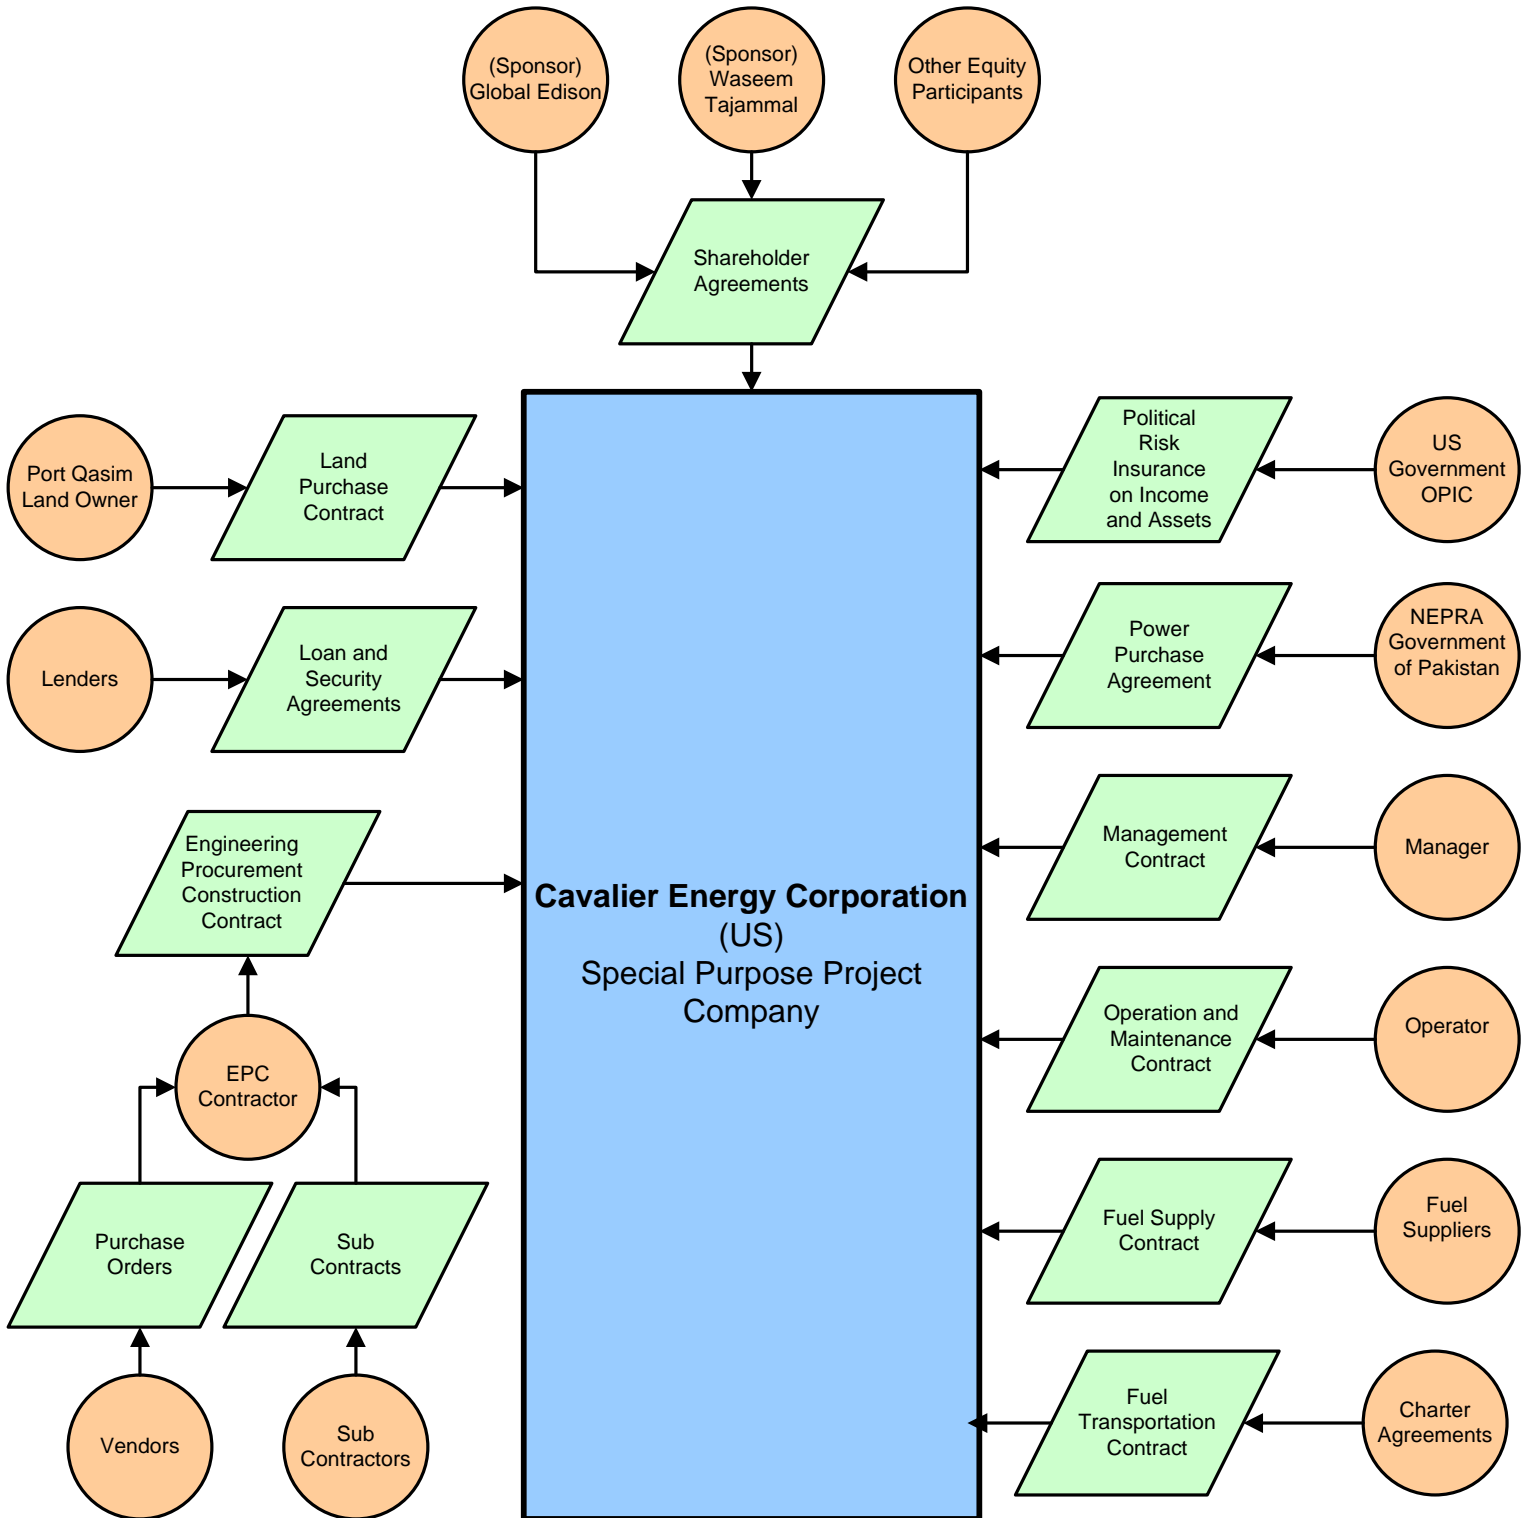 (Sponsor)
Global Edison
(Sponsor)
Waseem
Tajammal
Other Equity
Participants
Shareholder
Agreements
Port Qasim
Land Owner
Land
Purchase
Contract
Political
Risk
Insurance
on Income
and Assets
US
Government
OPIC
Lenders
Loan and
Security
Agreements
Power
Purchase
Agreement
NEPRA
Government
of Pakistan
Engineering
Procurement
Construction
Contract
Cavalier Energy Corporation
(US)
Special Purpose Project
Company
Management
Contract
Manager
EPC
Contractor
Operation and
Maintenance
Contract
Operator
Purchase
Orders
Sub
Contracts
Fuel Supply
Contract
Fuel
Suppliers
Vendors
Sub
Contractors
Fuel
Transportation
Contract
Charter
Agreements